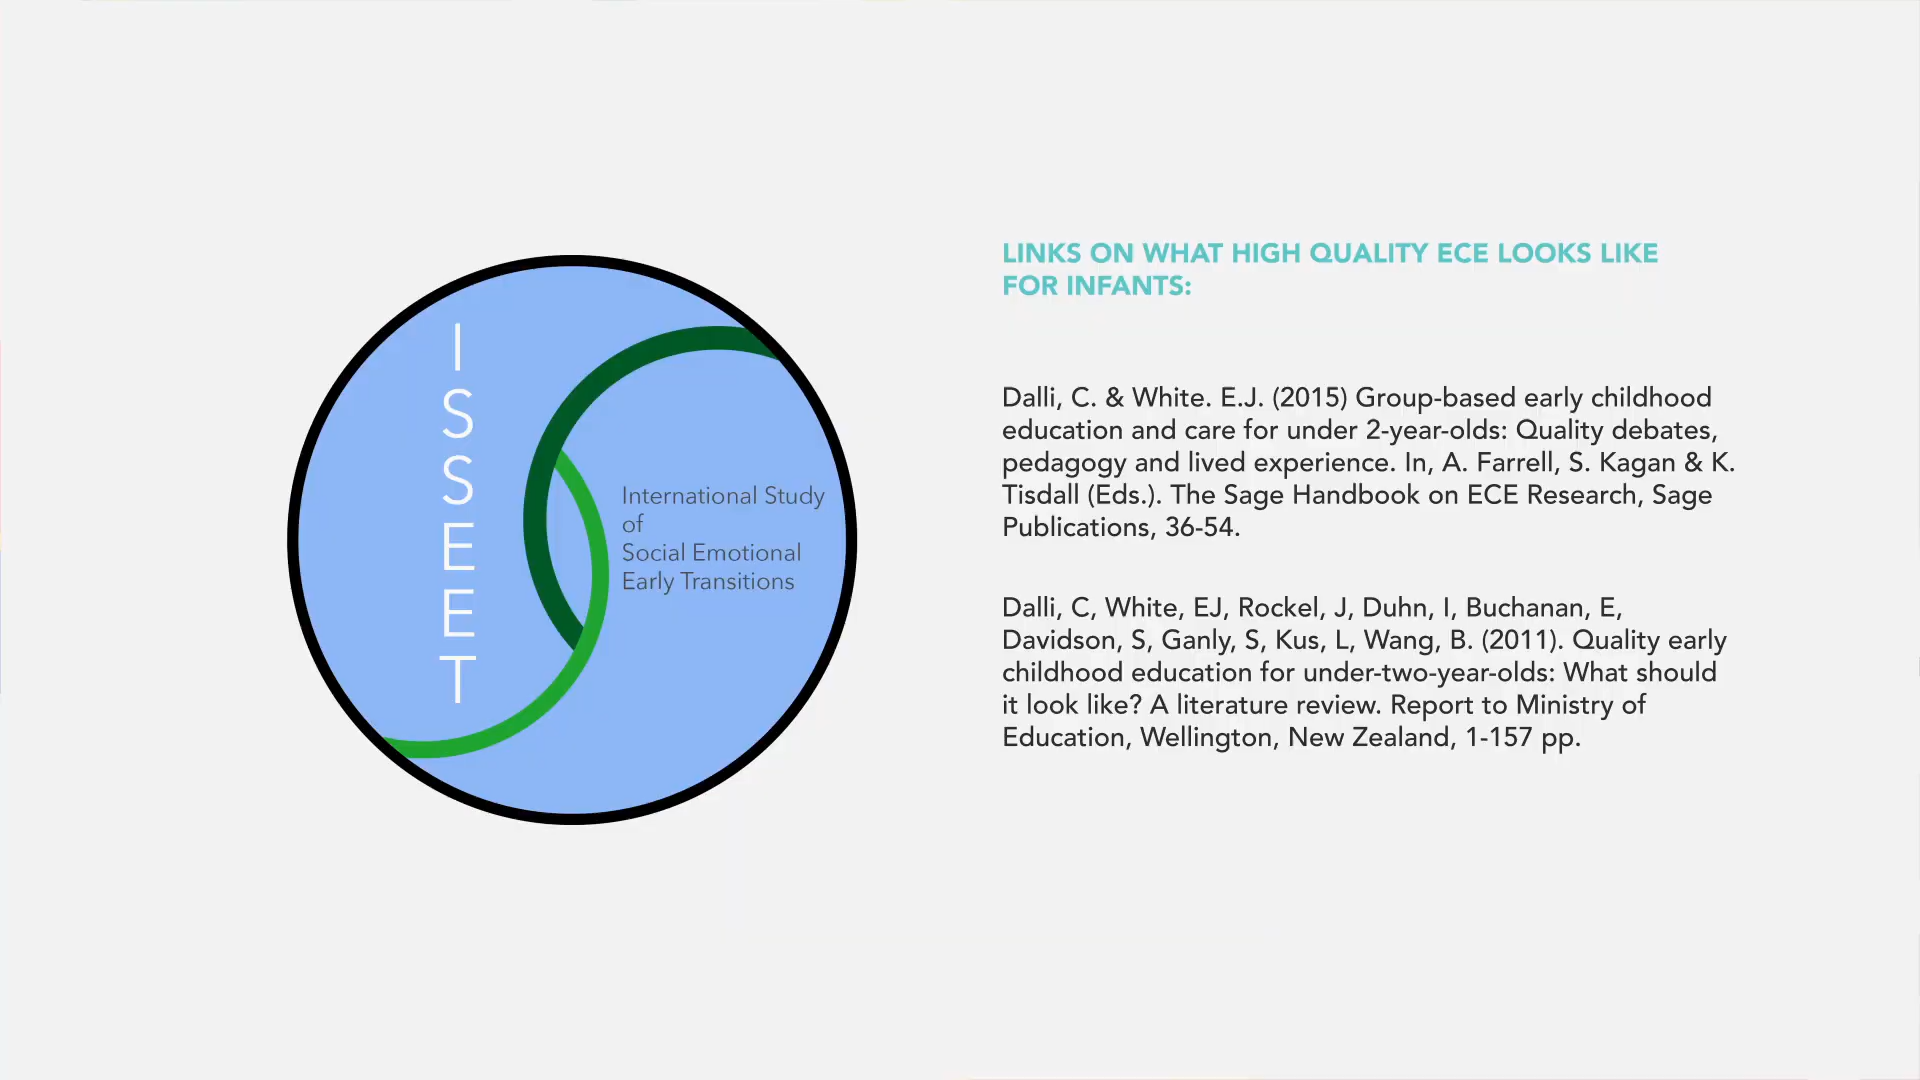 I
S
S
E
E
T
International Study
of
Social Emotional
Early Transitions
LINKS ON WHAT HIGH QUALITY ECE LOOKS LIKE
FOR INFANTS:
Dalli, C. & White. E.J. (2015) Group-based early childhood
education and care for under 2-year-olds: Quality debates,
pedagogy and lived experience. In, A. Farrell, S. Kagan & K.
Tisdall (Eds.). The Sage Handbook on ECE Research, Sage
Publications, 36-54.
Dalli, C, White, EJ, Rockel, J, Duhn, I, Buchanan, E,
Davidson, S, Ganly, S, Kus, L, Wang, B. (2011). Quality early
childhood education for under-two-year-olds: What should
it look like? A literature review. Report to Ministry of
Education, Wellington, New Zealand, 1-157 pp.